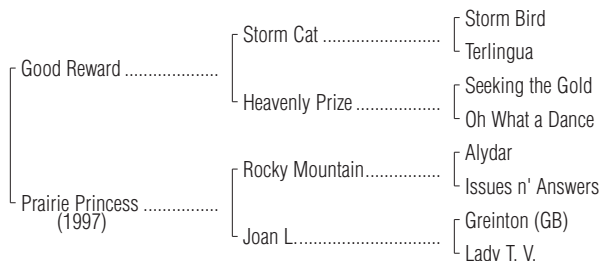 Storm Bird
Storm Cat ........................
Terlingua
Good Reward ...................
Seeking the Gold
Heavenly Prize .................
Oh What a Dance
Alydar
Rocky Mountain...............
Issues n' Answers
Prairie Princess ...............
(1997)
Greinton (GB)
Joan L.............................
Lady T. V.